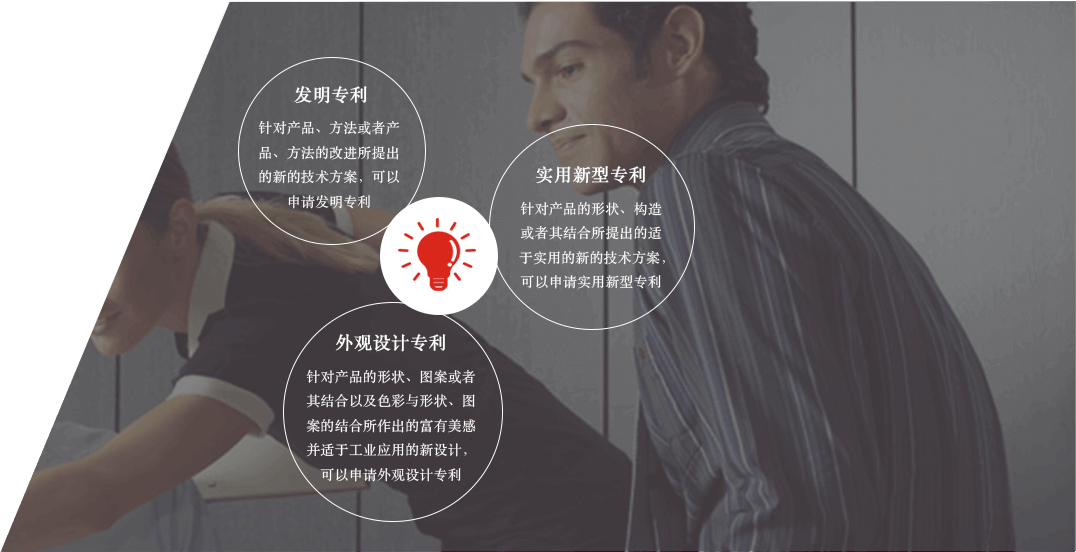 发明专利
针对产品、方法或者产
品、方法的改进所提出
的新的技术方案，可以
申请发明专利
实用新型专利
针对产品的形状、构造
或者其结合所提出的适
于实用的新的技术方案，
可以申请实用新型专利
外观设计专利
针对产品的形状、图案或者
其结合以及色彩与形状、图
案的结合所作出的富有美感
并适于工业应用的新设计，
可以申请外观设计专利